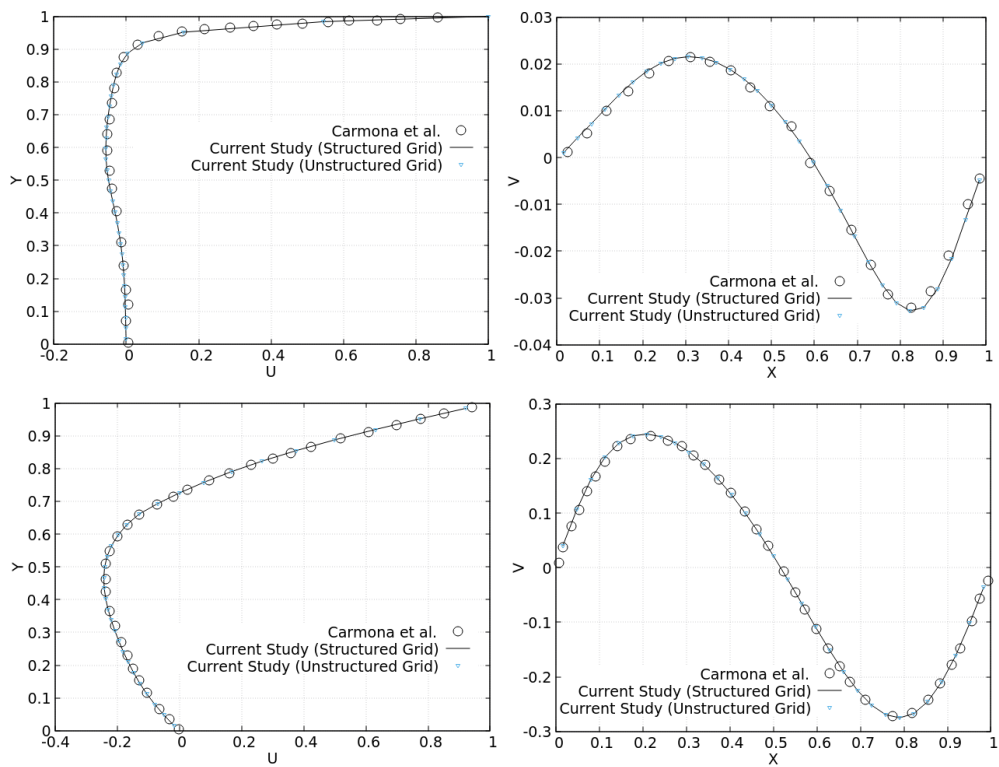 1
0.9
0.8
0.7
0.6
0.5
0.4
0.3
0.2
0.1
0
Y
Carmona et al.
Current Study (Structured Grid)
Current Study (Unstructured Grid)
-0.2 0 0.2 0.4 0.6 0.8 1
U
0.03
0.02
0.01
0
-0.01
-0.02
-0.03
-0.04
V
Carmona et al.
Current Study (Structured Grid)
Current Study (Unstructured Grid)
0 0.1 0.2 0.3 0.4 0.5 0.6 0.7 0.8 0.9 1
X
1
0.9
0.8
0.7
0.6
0.5
0.4
0.3
0.2
0.1
0
Y
Carmona et al.
Current Study (Structured Grid)
Current Study (Unstructured Grid)
-0.4 -0.2 0 0.2 0.4 0.6 0.8 1
U
0.3
0.2
0.1
0
-0.1
-0.2
-0.3
V
Carmona et al.
Current Study (Structured Grid)
Current Study (Unstructured Grid)
0 0.1 0.2 0.3 0.4 0.5 0.6 0.7 0.8 0.9 1
X